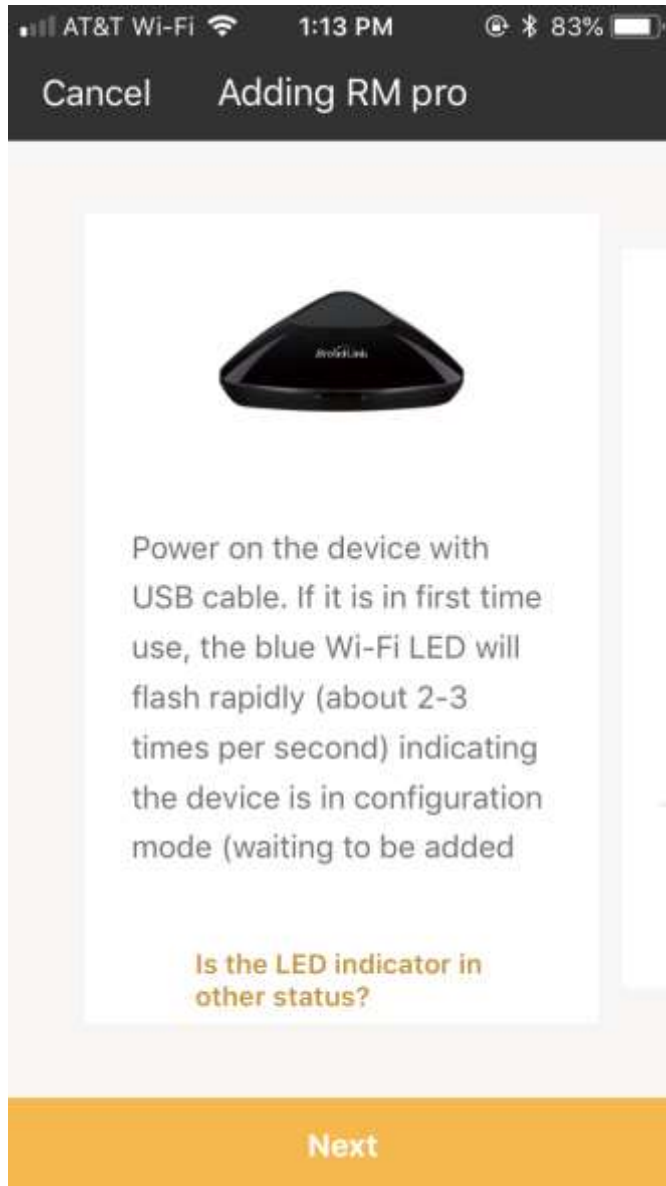 AT&T Wi-Fi 1:13 PM 83%
Cancel Adding RM pro
BroadLink
Power on the device with
USB cable. If it is in first time
use, the blue Wi-Fi LED will
flash rapidly (about 2-3
times per second) indicating
the device is in configuration
mode (waiting to be added
Is the LED indicator in
other status?
Next